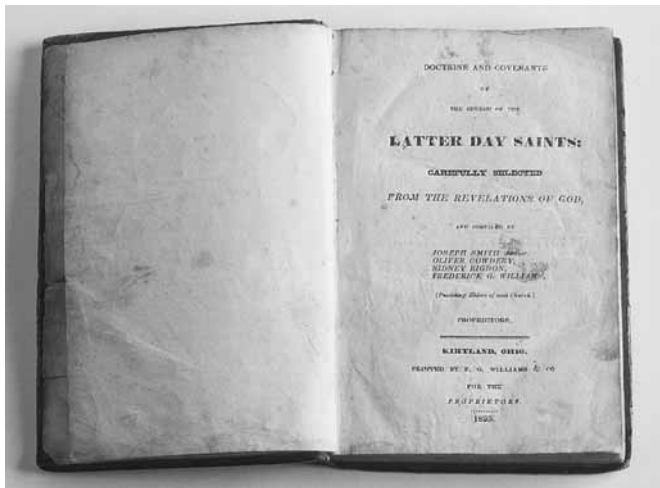 DOCTRINE AND COVENANTS
OF
THE CHURCH OF THE
LATTER DAY SAINTS:
CAREFULLY SELECTED
FROM THE REVELATIONS OF GOD,
AND COMPILED BY
JOSEPH SMITH Junior.
OLIVER COWDERY,
SIDNEY RIGDON,
FREDERICK G. WILLIAMS,
[Presiding Elders of said Church.]
PROPRIETORS.
KIRTLAND, OHIO.
PRINTED BY F. G. WILLIAMS & CO
FOR THE
PROPRIETORS.
1835.